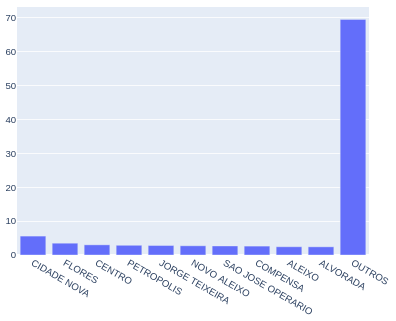 70
60
50
40
30
20
10
0
CIDADE NOVA
FLORES
CENTRO
PETROPOLIS
JORGE TEIXEIRA
NOVO ALEIXO
SAO JOSE OPERARIO
COMPENSA
ALEIXO
ALVORADA
OUTROS